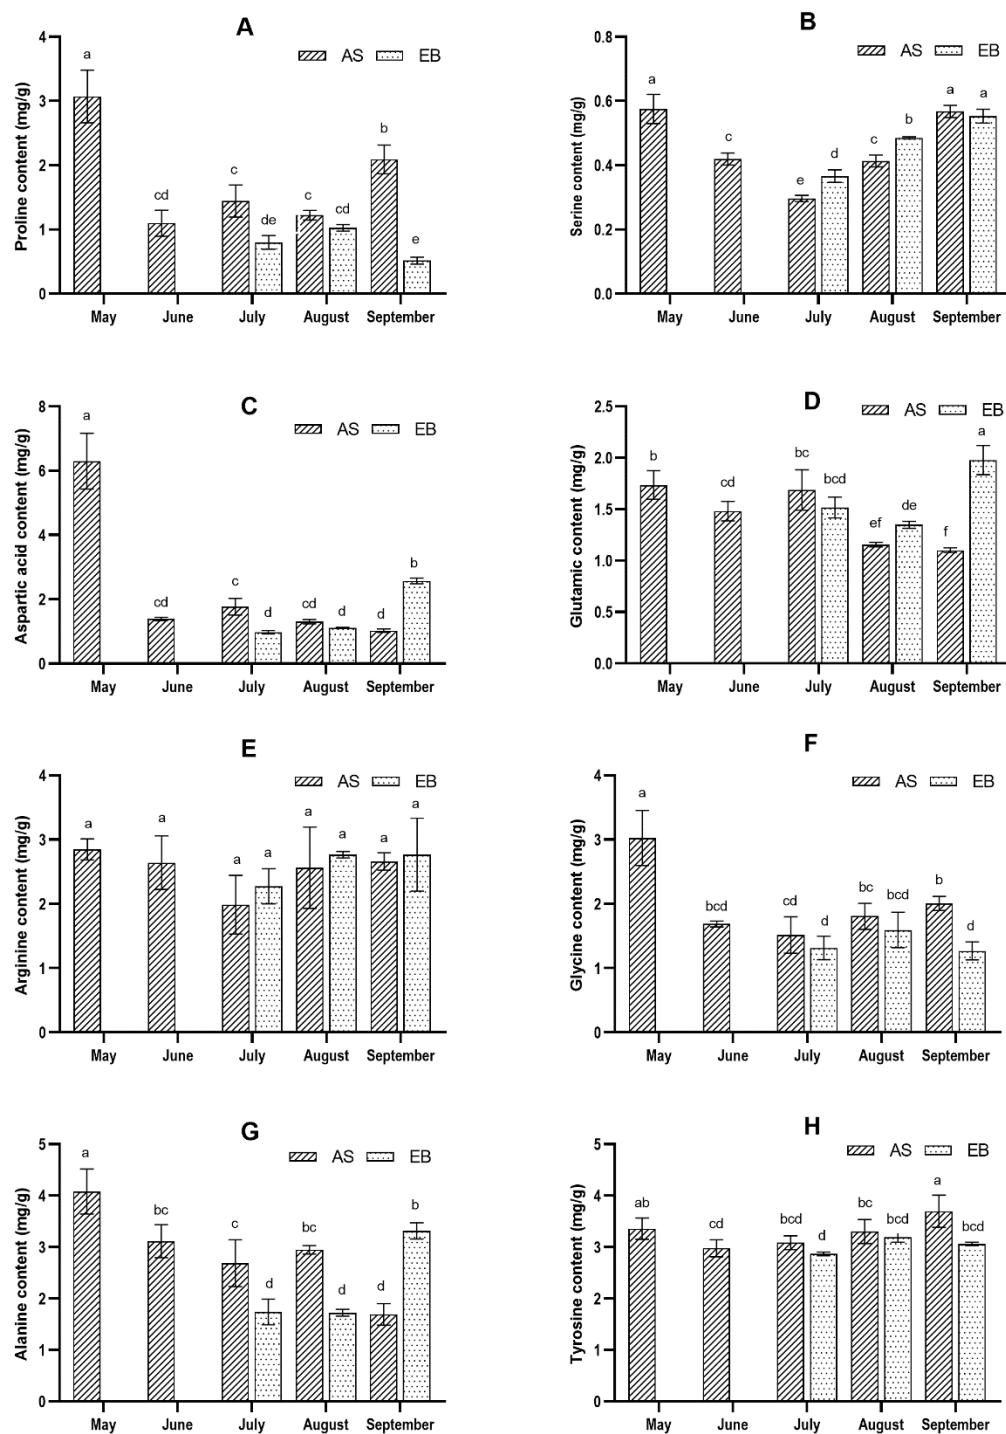 A
AS EB
Proline content (mg/g)
4
3
2
1
0
a
cd
c
de
c
cd
b
e
May June July August September
B
AS EB
Serine content (mg/g)
0.8
0.6
0.4
0.2
0.0
a
c
e
d
c
b
a
a
May June July August September
C
AS EB
Aspartic acid content (mg/g)
8
6
4
2
0
a
cd
c
d
cd
d
d
b
May June July August September
D
AS EB
Glutamic content (mg/g)
2.5
2.0
1.5
1.0
0.5
0.0
b
cd
bc
bcd
ef
de
f
a
May June July August September
E
AS EB
Arginine content (mg/g)
4
3
2
1
0
a
a
a
a
a
a
a
a
May June July August September
F
AS EB
Glycine content (mg/g)
4
3
2
1
0
a
bcd
cd
d
bc
bcd
b
d
May June July August September
G
AS EB
Alanine content (mg/g)
5
4
3
2
1
0
a
bc
c
d
bc
d
d
b
May June July August September
H
AS EB
Tyrosine content (mg/g)
5
4
3
2
1
0
ab
cd
bcd
d
bc
bcd
a
bcd
May June July August September